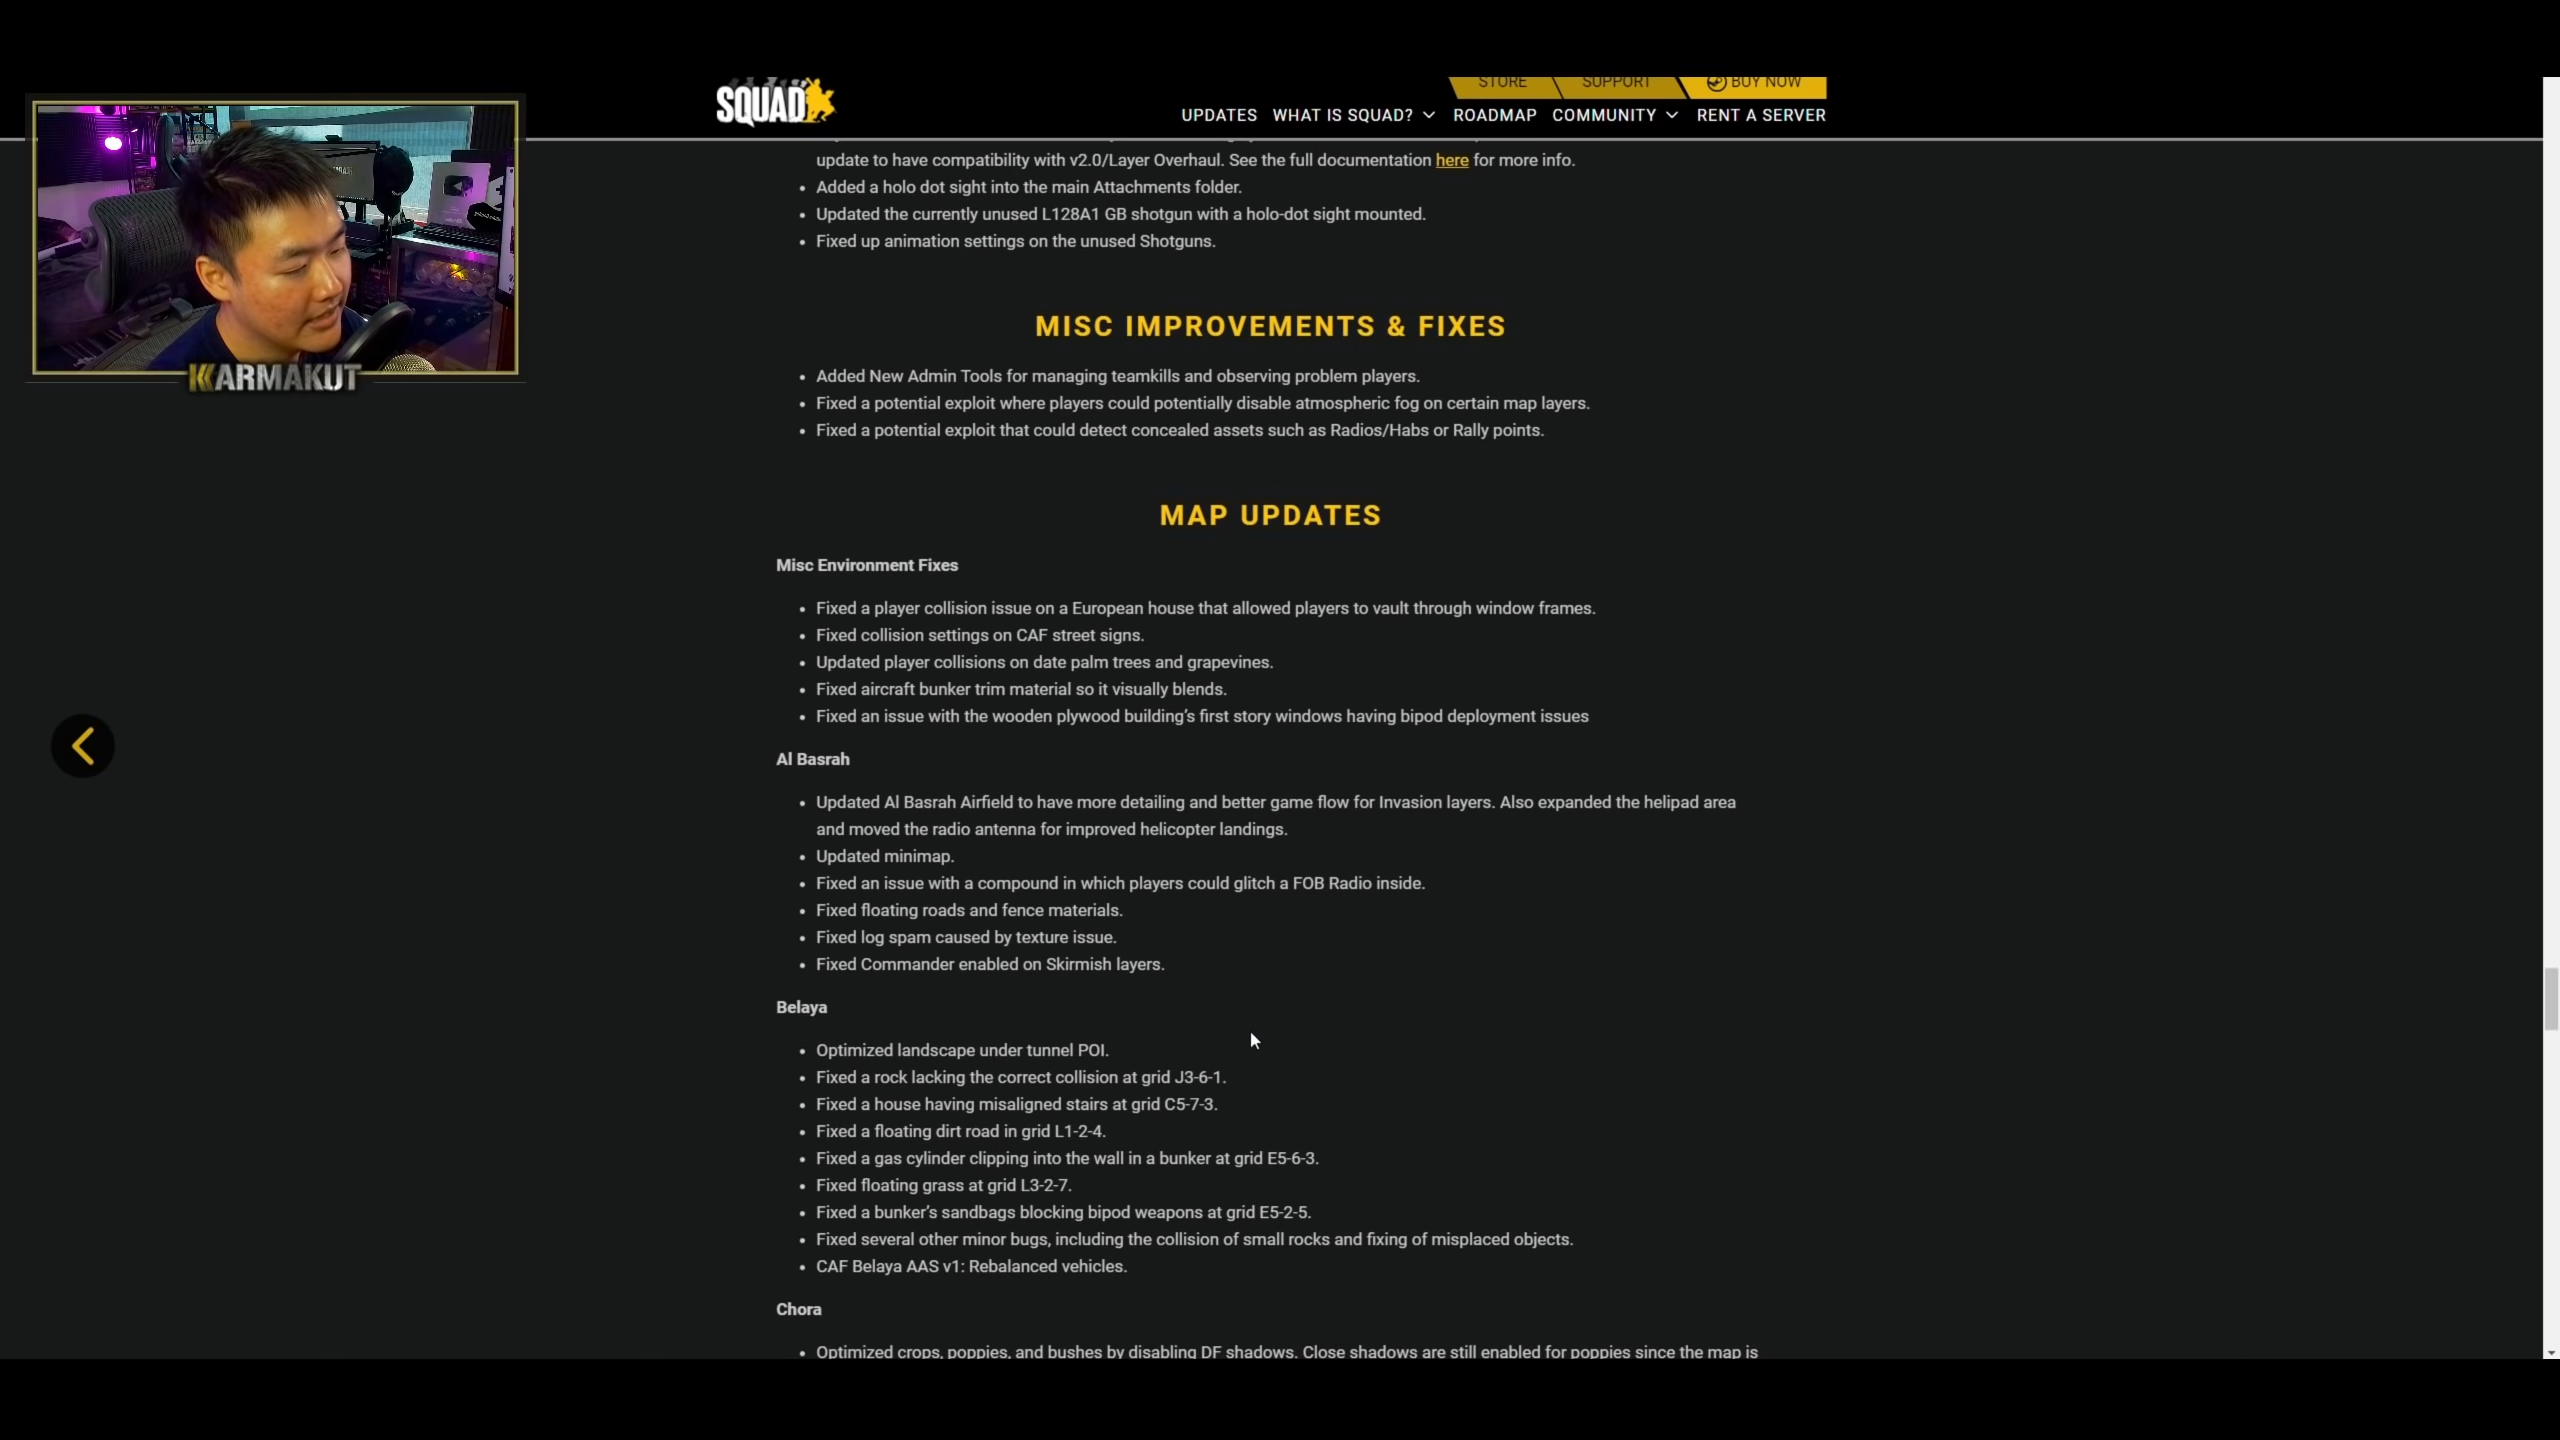 STORE SUPPORT BUY NOW
SQUAD
UPDATES WHAT IS SQUAD? ROADMAP COMMUNITY RENT A SERVER
KARMAKUT
update to have compatibility with v2.0/Layer Overhaul. See the full documentation here for more info.
• Added a holo dot sight into the main Attachments folder.
• Updated the currently unused L128A1 GB shotgun with a holo-dot sight mounted.
• Fixed up animation settings on the unused Shotguns.
MISC IMPROVEMENTS & FIXES
• Added New Admin Tools for managing teamkills and observing problem players.
• Fixed a potential exploit where players could potentially disable atmospheric fog on certain map layers.
• Fixed a potential exploit that could detect concealed assets such as Radios/Habs or Rally points.
MAP UPDATES
Misc Environment Fixes
• Fixed a player collision issue on a European house that allowed players to vault through window frames.
• Fixed collision settings on CAF street signs.
• Updated player collisions on date palm trees and grapevines.
• Fixed aircraft bunker trim material so it visually blends.
• Fixed an issue with the wooden plywood building’s first story windows having bipod deployment issues
Al Basrah
• Updated Al Basrah Airfield to have more detailing and better game flow for Invasion layers. Also expanded the helipad area
and moved the radio antenna for improved helicopter landings.
• Updated minimap.
• Fixed an issue with a compound in which players could glitch a FOB Radio inside.
• Fixed floating roads and fence materials.
• Fixed log spam caused by texture issue.
• Fixed Commander enabled on Skirmish layers.
Belaya
• Optimized landscape under tunnel POI.
• Fixed a rock lacking the correct collision at grid J3-6-1.
• Fixed a house having misaligned stairs at grid C5-7-3.
• Fixed a floating dirt road in grid L1-2-4.
• Fixed a gas cylinder clipping into the wall in a bunker at grid E5-6-3.
• Fixed floating grass at grid L3-2-7.
• Fixed a bunker’s sandbags blocking bipod weapons at grid E5-2-5.
• Fixed several other minor bugs, including the collision of small rocks and fixing of misplaced objects.
• CAF Belaya AAS v1: Rebalanced vehicles.
Chora
• Optimized crops, poppies, and bushes by disabling DF shadows. Close shadows are still enabled for poppies since the map is